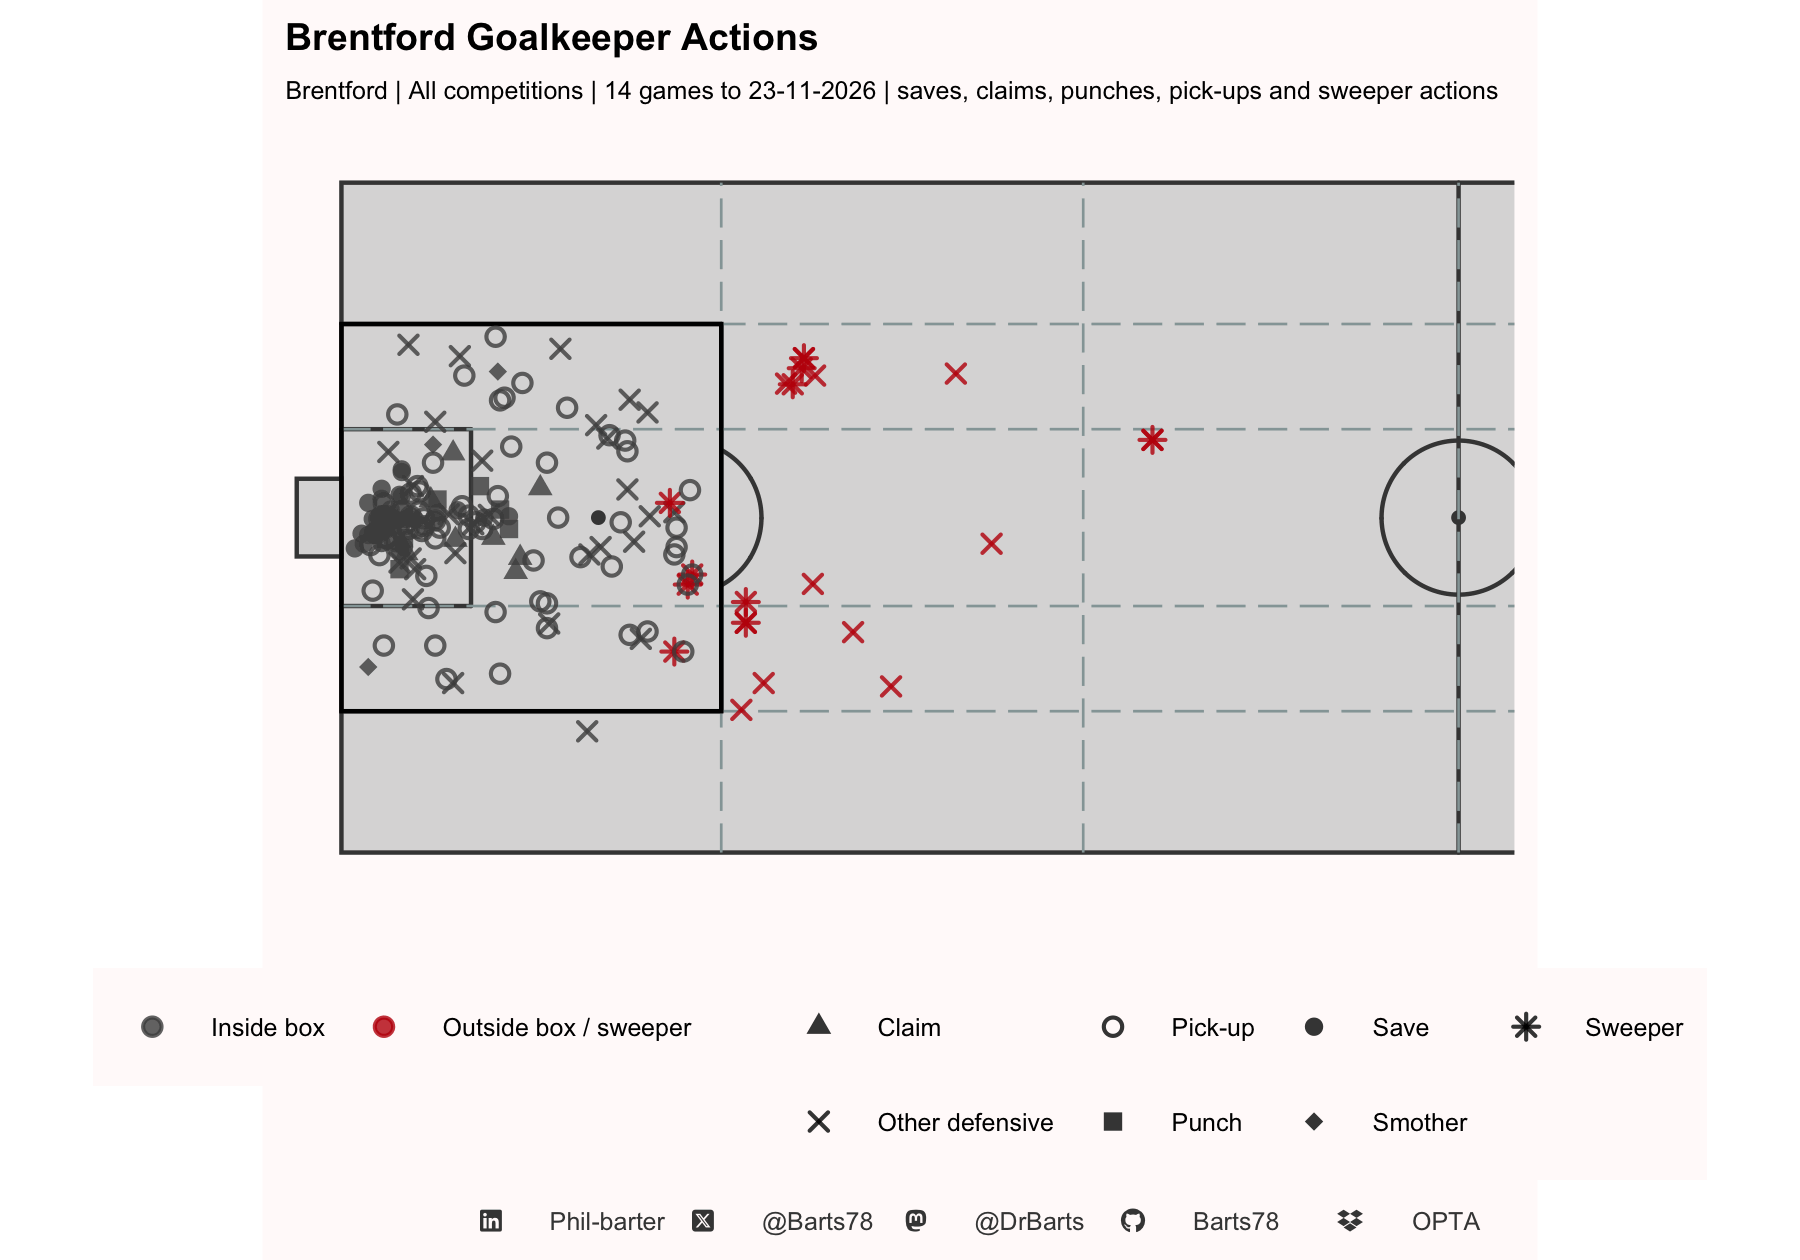 Brentford Goalkeeper Actions
Brentford | All competitions | 14 games to 23-11-2026 | saves, claims, punches, pick-ups and sweeper actions
Inside box
Outside box / sweeper
Claim
Pick-up
Save
Sweeper
Other defensive
Punch
Smother
Phil-barter
@Barts78
@DrBarts
Barts78
OPTA